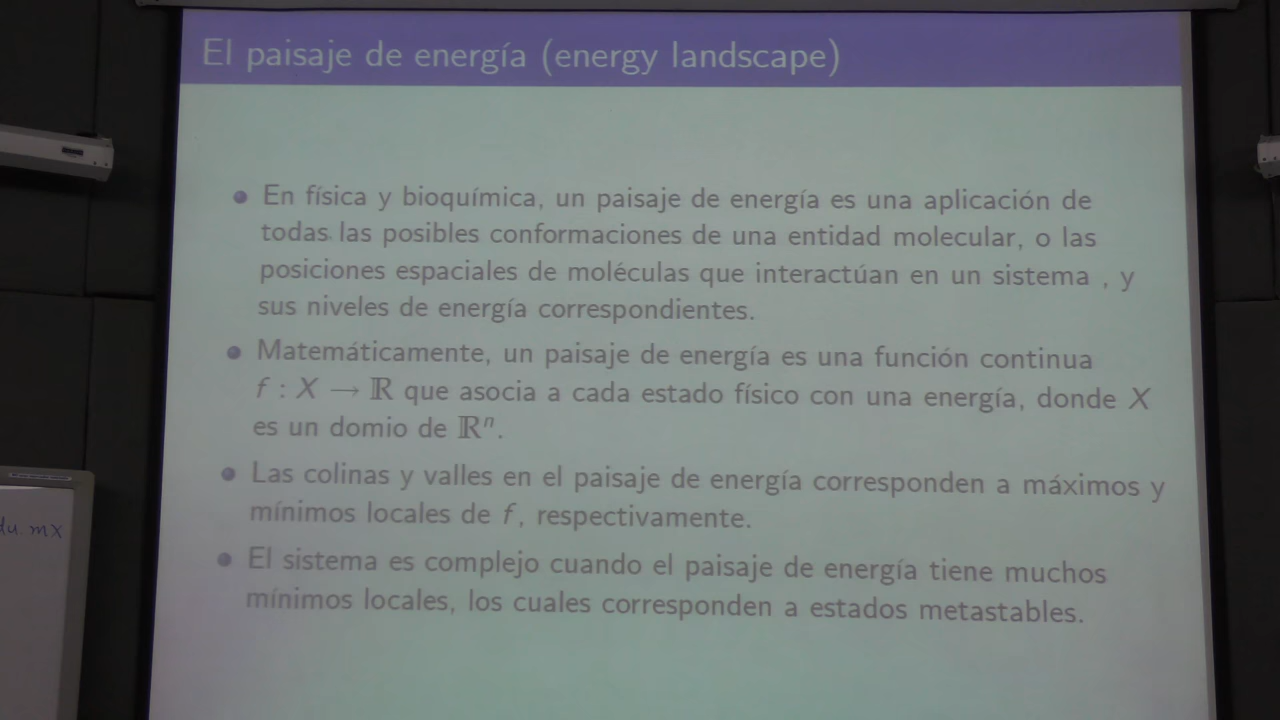 El paisaje de energía (energy landscape)
En física y bioquímica, un paisaje de energía es una aplicación de
todas las posibles conformaciones de una entidad molecular, o las
posiciones espaciales de moléculas que interactúan en un sistema , y
sus niveles de energía correspondientes.
Matemáticamente, un paisaje de energía es una función continua
f : X → ℝ que asocia a cada estado físico con una energía, donde X
es un domio de ℝⁿ.
Las colinas y valles en el paisaje de energía corresponden a máximos y
mínimos locales de f, respectivamente.
El sistema es complejo cuando el paisaje de energía tiene muchos
mínimos locales, los cuales corresponden a estados metastables.
du.mx